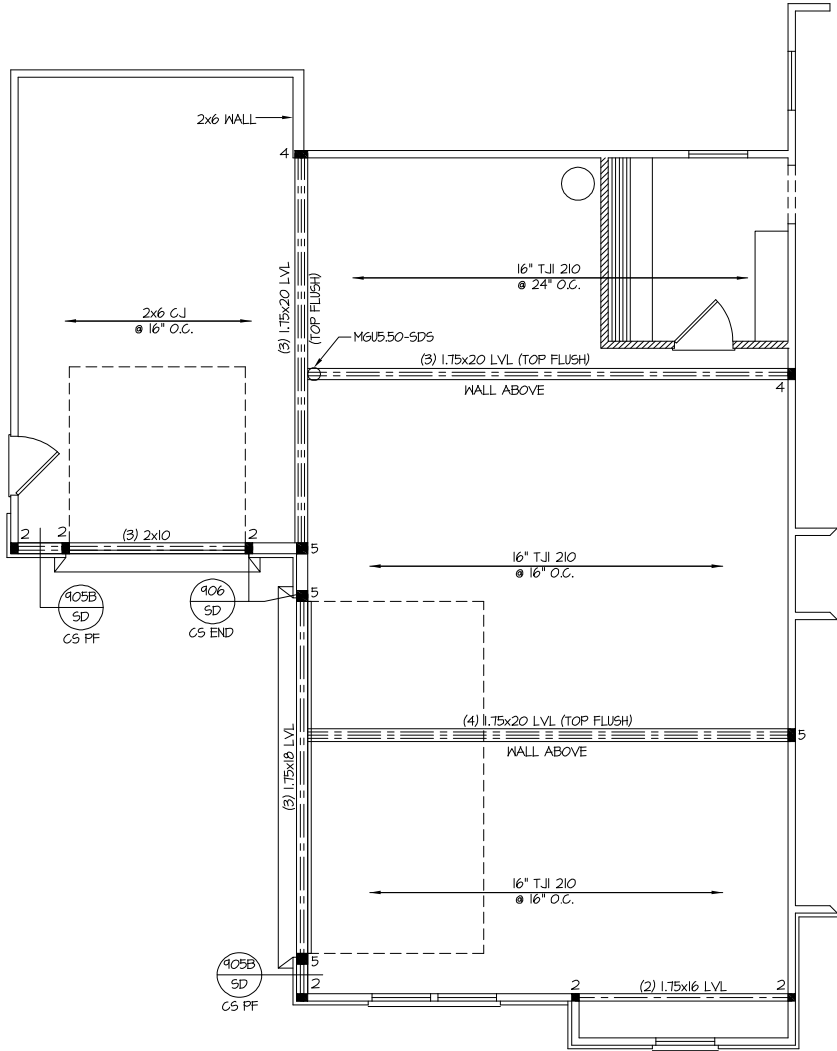 2x6 WALL
4
16" TJI 210
@ 24" O.C.
(3) 1.75x20 LVL
(TOP FLUSH)
2x6 CJ
@ 16" O.C.
MGU5.50-SDS
(3) 1.75x20 LVL (TOP FLUSH)
WALL ABOVE
4
2
2
(3) 2x10
2
5
16" TJI 210
@ 16" O.C.
905B
SD
CS PF
906
SD
CS END
5
(4) 1.75x20 LVL (TOP FLUSH)
5
WALL ABOVE
(3) 1.75x18 LVL
16" TJI 210
@ 16" O.C.
905B
SD
CS PF
5
2
2
(2) 1.75x16 LVL
2